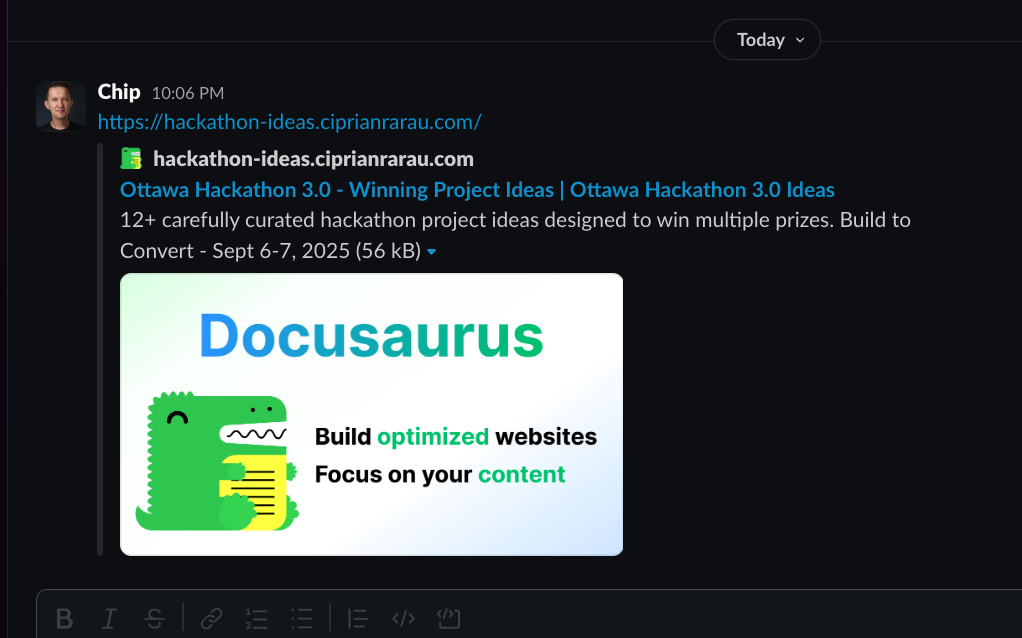 Today
Chip 10:06 PM
https://hackathon-ideas.ciprianrarau.com/
hackathon-ideas.ciprianrarau.com
Ottawa Hackathon 3.0 - Winning Project Ideas | Ottawa Hackathon 3.0 Ideas
12+ carefully curated hackathon project ideas designed to win multiple prizes. Build to
Convert - Sept 6-7, 2025 (56 kB)
Docusaurus
Build optimized websites
Focus on your content